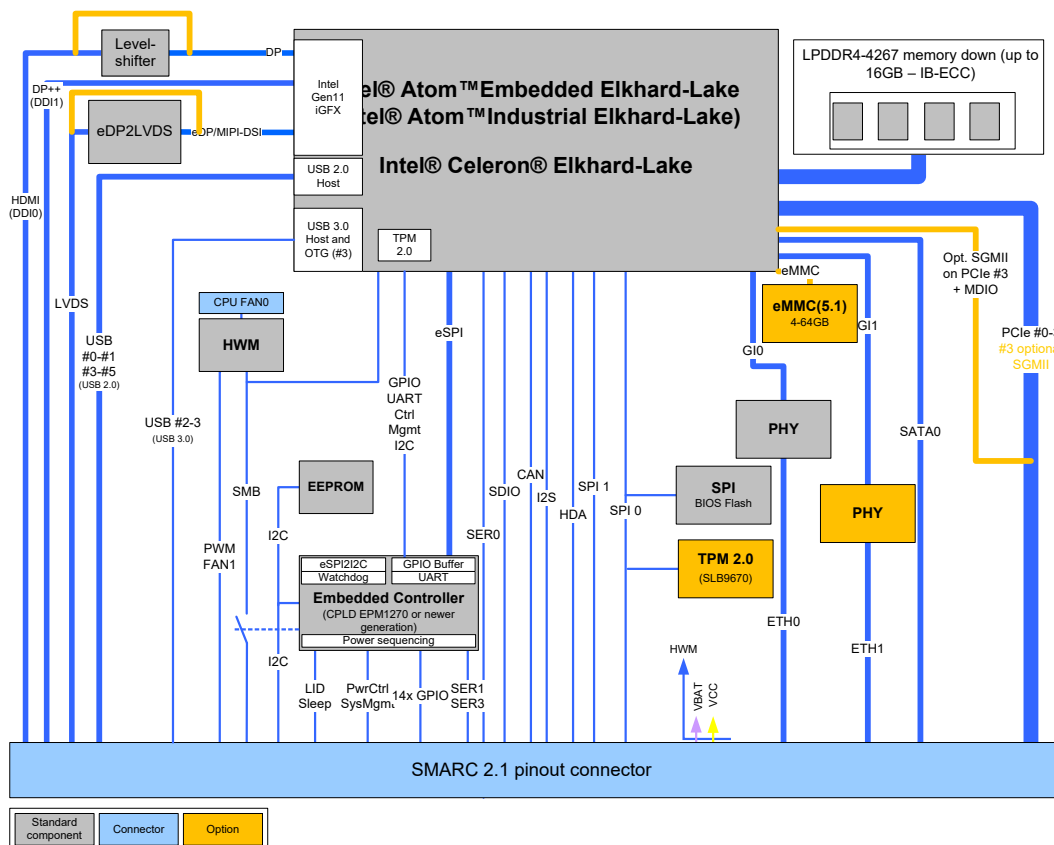 Level-
shifter
DP
DP++
(DDI1)
eDP2LVDS
eDP/MIPI-DSI
HDMI
(DDI0)
Intel
Gen11
iGFX
el® Atom™Embedded Elkhard-Lake
tel® Atom™Industrial Elkhard-Lake)
Intel® Celeron® Elkhard-Lake
USB 2.0
Host
USB 3.0
Host and
OTG (#3)
TPM
2.0
LPDDR4-4267 memory down (up to
16GB – IB-ECC)
LVDS
USB
#0-#1
#3-#5
(USB 2.0)
CPU FAN0
HWM
eSPI
eMMC
eMMC(5.1)
4-64GB
GI0
GI1
Opt. SGMII
on PCIe #3
+ MDIO
PCIe #0-3
#3 optiona
SGMII
GPIO
UART
Ctrl
Mgmt
I2C
USB #2-3
(USB 3.0)
PHY
SATA0
SMB
EEPROM
SDIO
CAN
I2S
HDA
SPI 1
SPI 0
SPI
BIOS Flash
PHY
I2C
SER0
PWM
FAN1
TPM 2.0
(SLB9670)
eSPI2I2C
GPIO Buffer
Watchdog
UART
Embedded Controller
(CPLD EPM1270 or newer
generation)
Power sequencing
ETH0
ETH1
I2C
HWM
VBAT
VCC
LID
Sleep
PwrCtrl
SysMgmt
14x GPIO
SER1
SER3
SMARC 2.1 pinout connector
Standard
component
Connector
Option